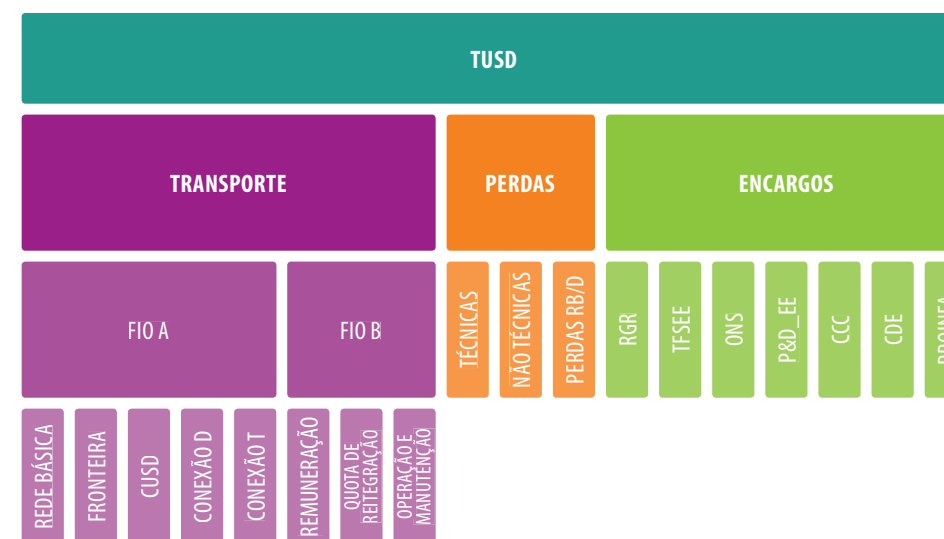 TUSD
TRANSPORTE
PERDAS
ENCARGOS
FIO A
FIO B
TÉCNICAS
NÃO TÉCNICAS
PERDAS RB/D
RGR
TFSEE
ONS
P&D_EE
CCC
CDE
REDE BÁSICA
FRONTEIRA
CUSD
CONEXÃO D
CONEXÃO T
REMUNERAÇÃO
QUOTA DE
REITEGRAÇÃO
OPERAÇÃO E
MANUTENÇÃO